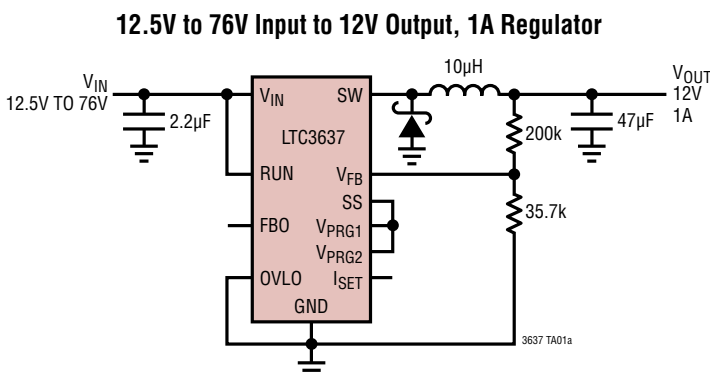 12.5V to 76V Input to 12V Output, 1A Regulator
VIN
12.5V TO 76V
2.2µF
VIN
SW
LTC3637
RUN
VFB
SS
FBO
VPRG1
VPRG2
OVLO
ISET
GND
10µH
200k
35.7k
47µF
VOUT
12V
1A
3637 TA01a